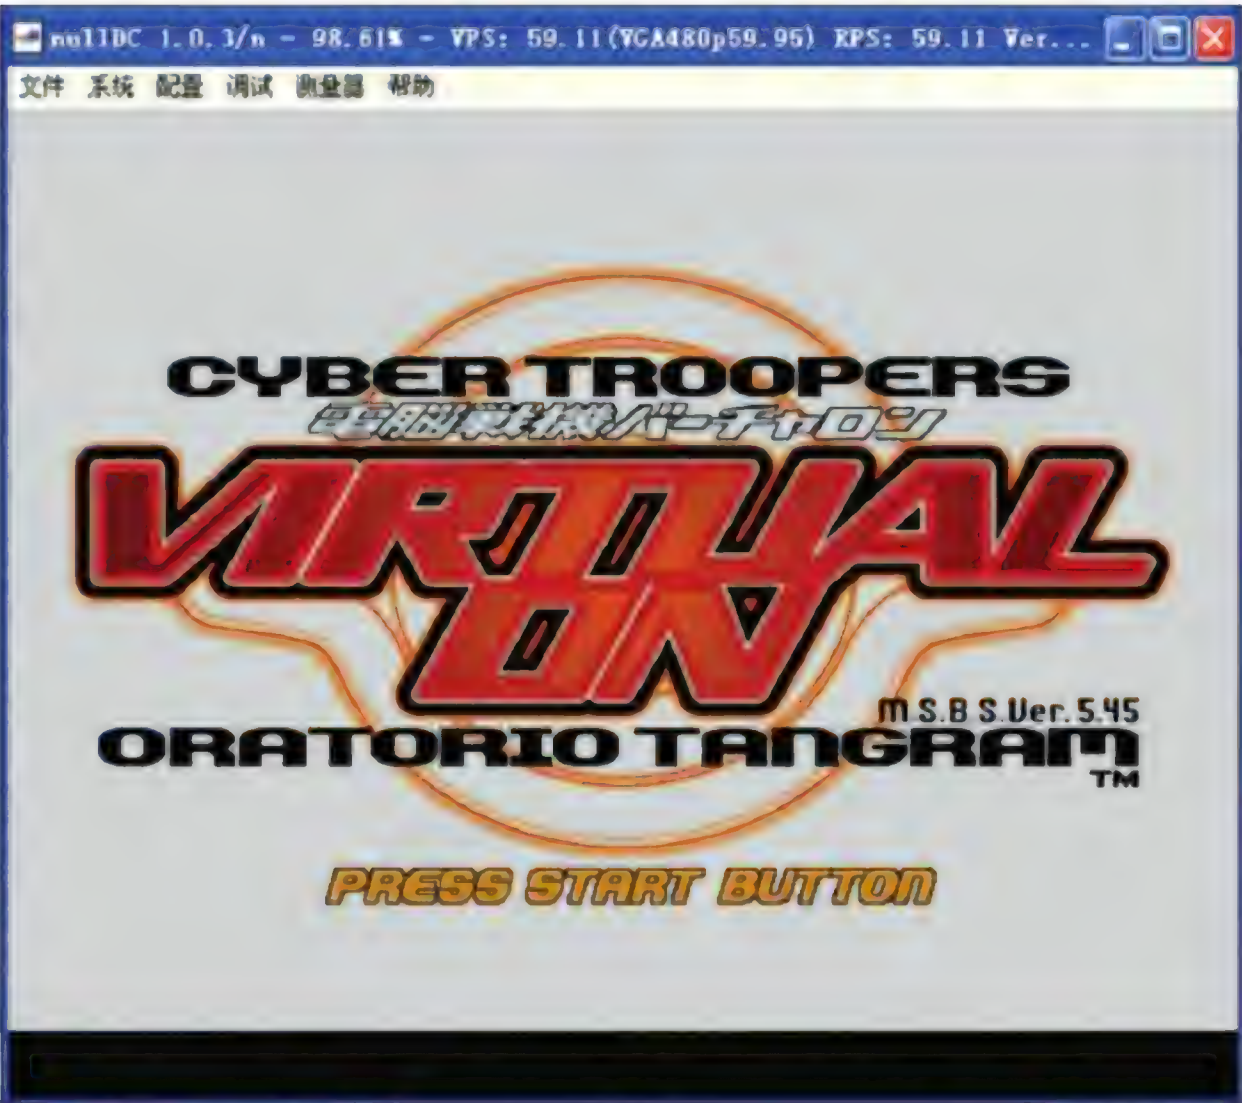 nullDC 1.0.3/n - 98.61% - VPS: 59.11(VGA480p59.95) RPS: 59.11 Ver...
文件 系统 配置 调试 测量器 帮助
CYBER TROOPERS
電脳戦機バーチャロン
VIRTUAL
ON
M.S.B.S.Ver.5.45
ORATORIO TANGRAM
TM
PRESS START BUTTON